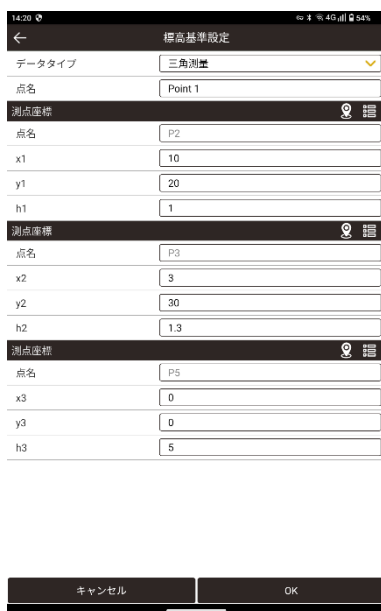 14:20 4G 54%
標高基準設定
データタイプ 三角測量
点名 Point 1
測点座標
点名 P2
x1 10
y1 20
h1 1
測点座標
点名 P3
x2 3
y2 30
h2 1.3
測点座標
点名 P5
x3 0
y3 0
h3 5
キャンセル OK